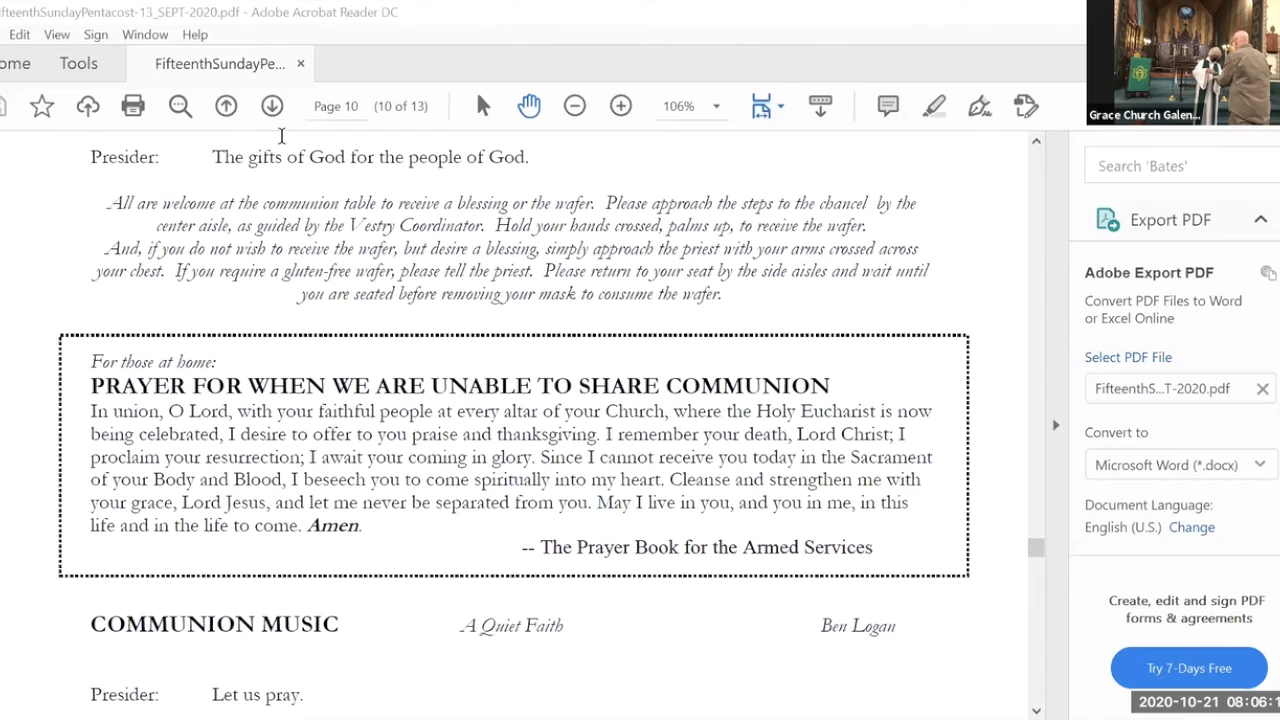 ifteenthSundayPentacost-13_SEPT-2020.pdf - Adobe Acrobat Reader DC
Edit View Sign Window Help
ome Tools FifteenthSundayPe... ×
Page 10 (10 of 13) 106%
Grace Church Galen...
Presider: The gifts of God for the people of God.
All are welcome at the communion table to receive a blessing or the wafer. Please approach the steps to the chancel by the
center aisle, as guided by the Vestry Coordinator. Hold your hands crossed, palms up, to receive the wafer.
And, if you do not wish to receive the wafer, but desire a blessing, simply approach the priest with your arms crossed across
your chest. If you require a gluten-free wafer, please tell the priest. Please return to your seat by the side aisles and wait until
you are seated before removing your mask to consume the wafer.
For those at home:
PRAYER FOR WHEN WE ARE UNABLE TO SHARE COMMUNION
In union, O Lord, with your faithful people at every altar of your Church, where the Holy Eucharist is now
being celebrated, I desire to offer to you praise and thanksgiving. I remember your death, Lord Christ; I
proclaim your resurrection; I await your coming in glory. Since I cannot receive you today in the Sacrament
of your Body and Blood, I beseech you to come spiritually into my heart. Cleanse and strengthen me with
your grace, Lord Jesus, and let me never be separated from you. May I live in you, and you in me, in this
life and in the life to come. Amen.
-- The Prayer Book for the Armed Services
COMMUNION MUSIC A Quiet Faith Ben Logan
Presider: Let us pray.
Search 'Bates'
Export PDF
Adobe Export PDF
Convert PDF Files to Word
or Excel Online
Select PDF File
FifteenthS...T-2020.pdf
Convert to
Microsoft Word (*.docx)
Document Language:
English (U.S.) Change
Create, edit and sign PDF
forms & agreements
Try 7-Days Free
2020-10-21 08:06:1